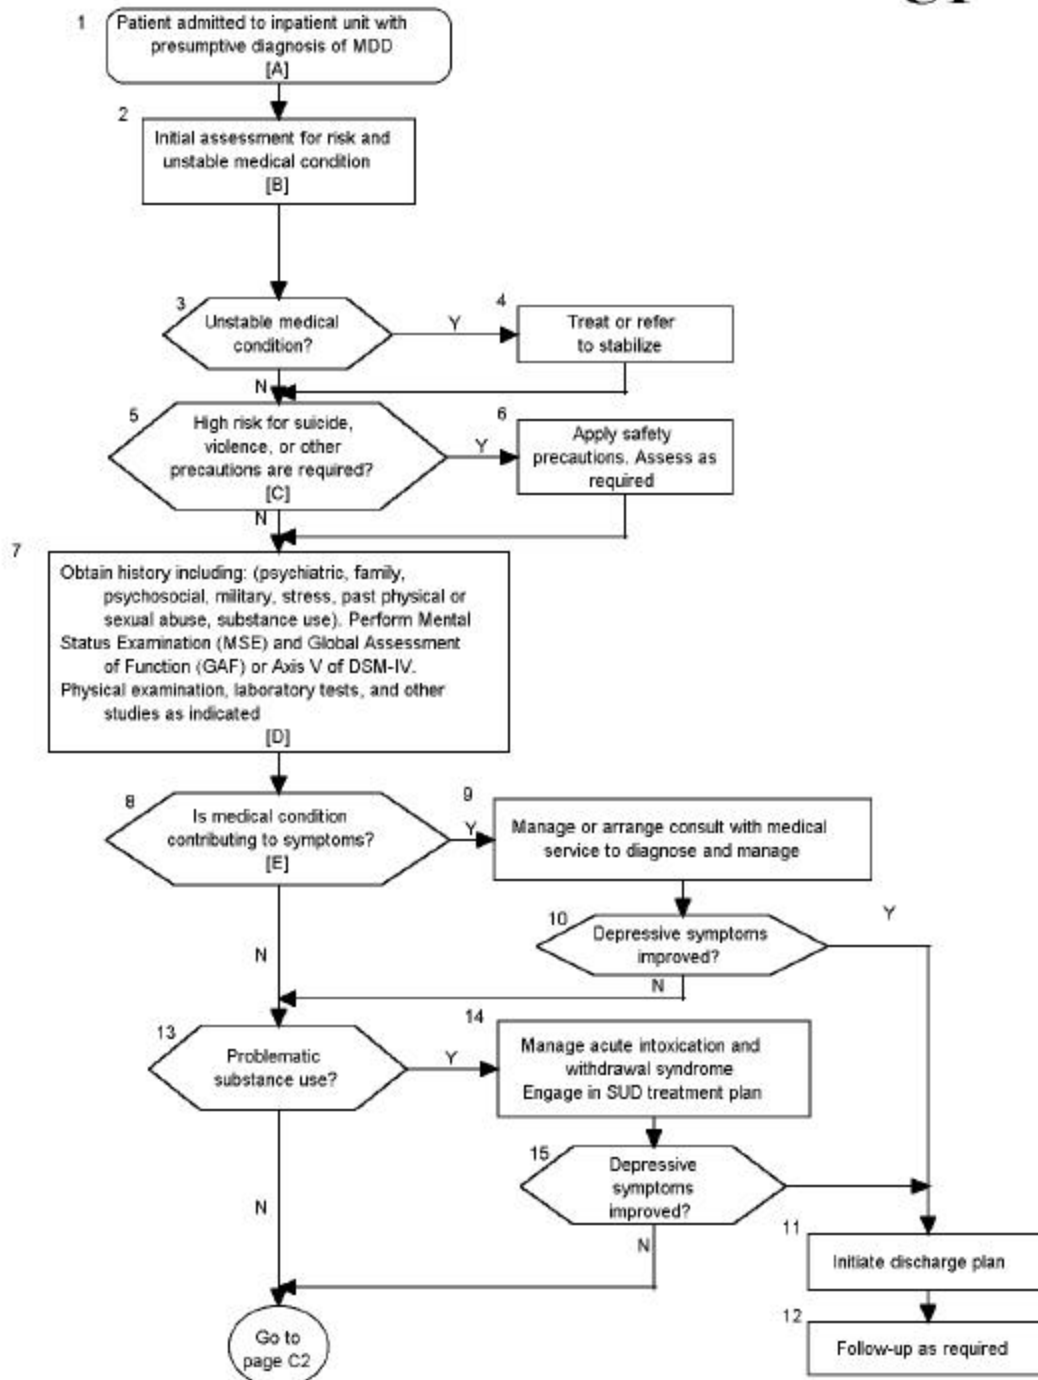 1
Patient admitted to inpatient unit with
presumptive diagnosis of MDD
[A]
2
Initial assessment for risk and
unstable medical condition
[B]
3
Unstable medical
condition?
Y
4
Treat or refer
to stabilize
N
5
High risk for suicide,
violence, or other
precautions are required?
[C]
Y
6
Apply safety
precautions. Assess as
required
N
7
Obtain history including: (psychiatric, family,
psychosocial, military, stress, past physical or
sexual abuse, substance use). Perform Mental
Status Examination (MSE) and Global Assessment
of Function (GAF) or Axis V of DSM-IV.
Physical examination, laboratory tests, and other
studies as indicated
[D]
8
Is medical condition
contributing to symptoms?
[E]
Y
9
Manage or arrange consult with medical
service to diagnose and manage
10
Depressive symptoms
improved?
Y
N
N
13
Problematic
substance use?
Y
14
Manage acute intoxication and
withdrawal syndrome
Engage in SUD treatment plan
15
Depressive
symptoms
improved?
N
N
11
Initiate discharge plan
12
Follow-up as required
Go to
page C2